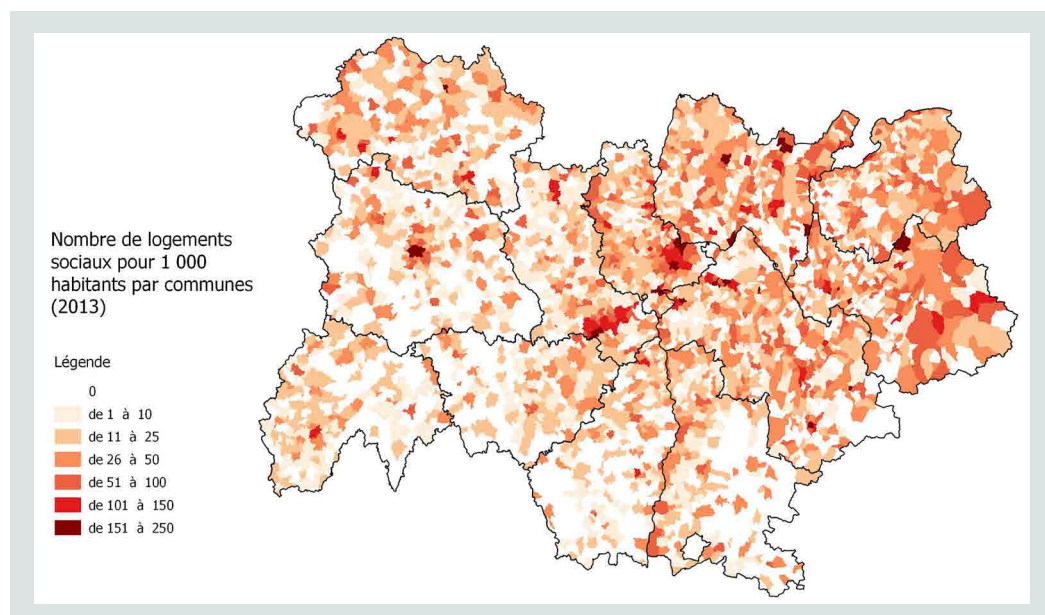 Nombre de logements
sociaux pour 1 000
habitants par communes
(2013)
Légende
0
de 1 à 10
de 11 à 25
de 26 à 50
de 51 à 100
de 101 à 150
de 151 à 250